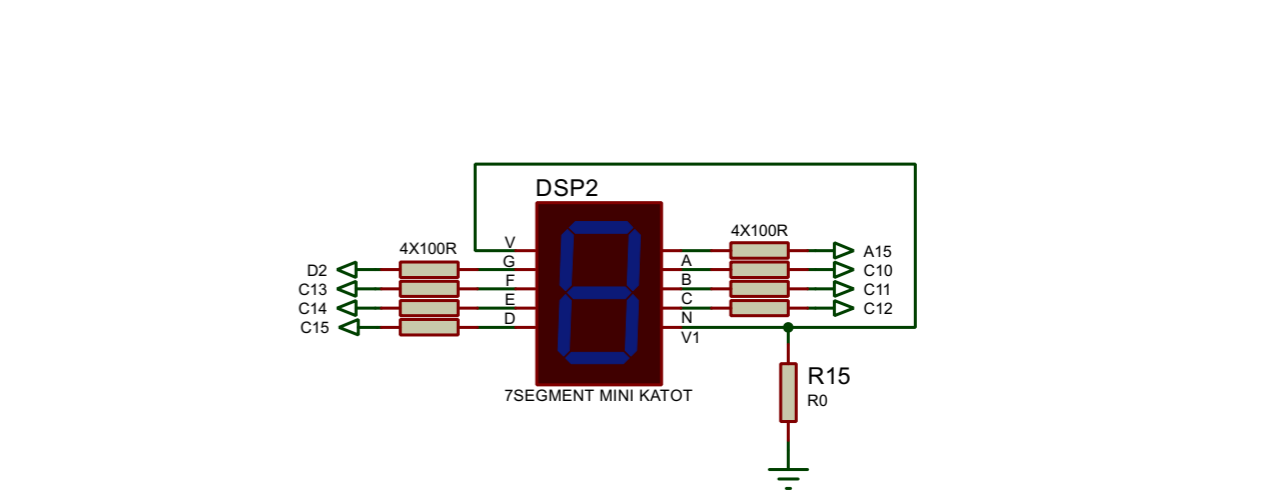 DSP2
4X100R
4X100R
V
G
F
E
D
A
B
C
N
V1
D2
C13
C14
C15
A15
C10
C11
C12
7SEGMENT MINI KATOT
R15
R0